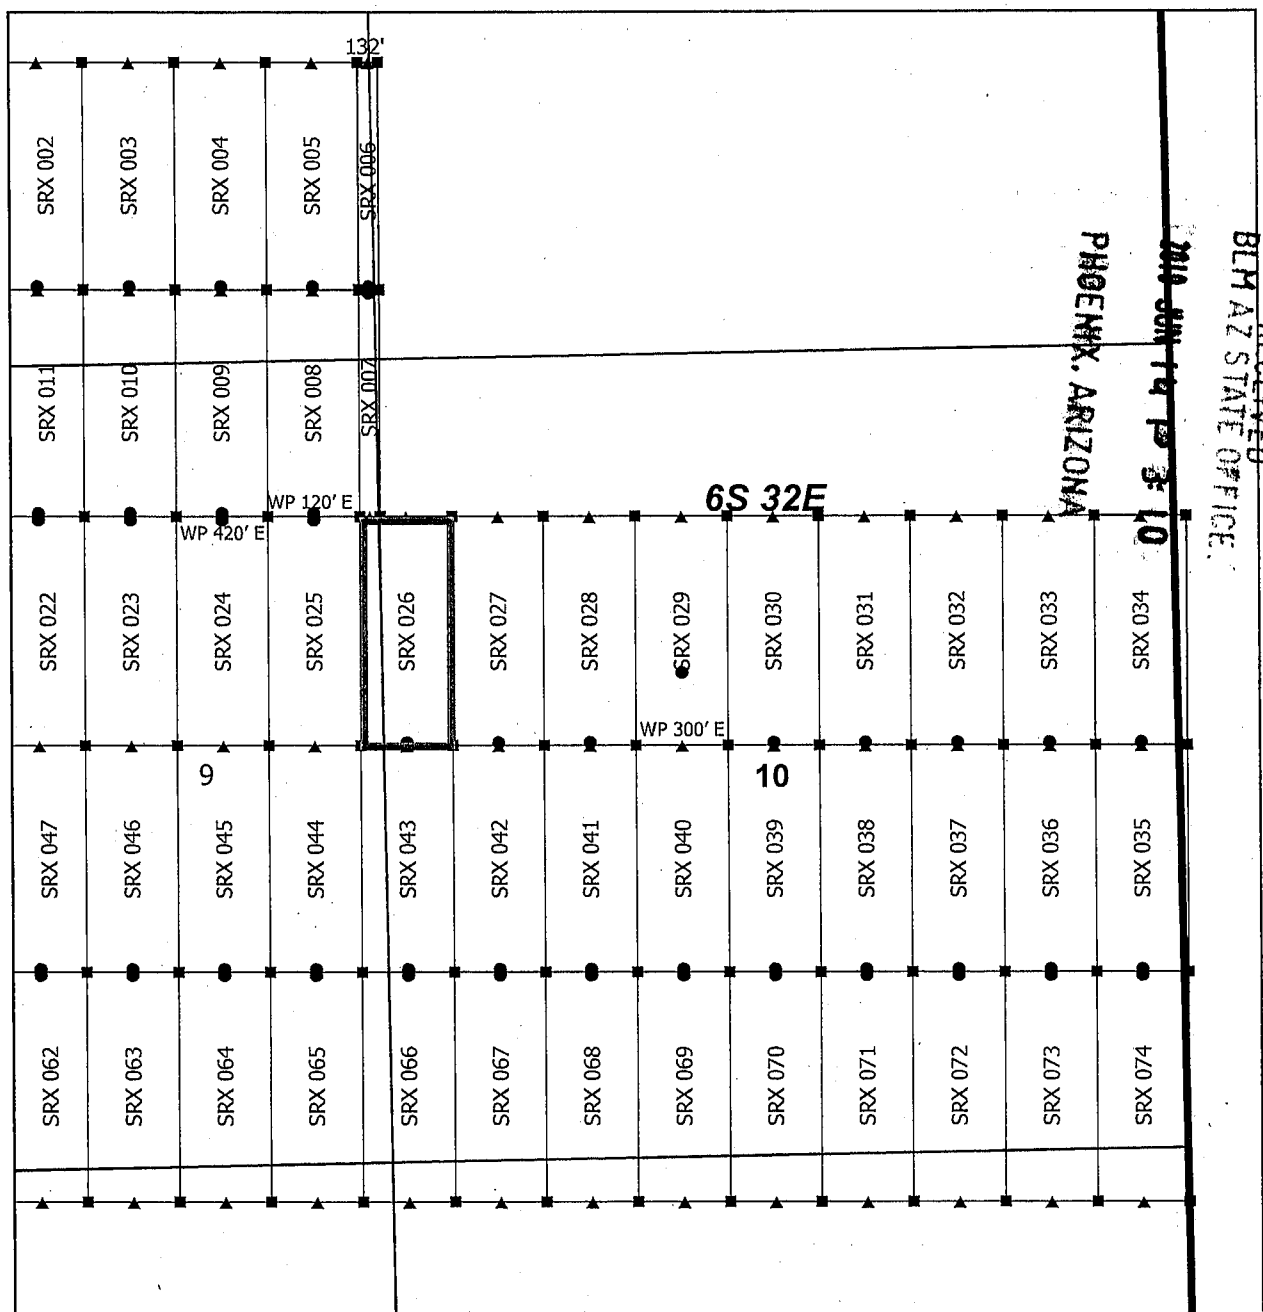 132'
SRX 002
SRX 003
SRX 004
SRX 005
SRX 006
SRX 011
SRX 010
SRX 009
SRX 008
SRX 007
BLM AZ STATE OFFICE.
PHOENIX, ARIZONA
WP 120' E
WP 420' E
6S 32E
SRX 022
SRX 023
SRX 024
SRX 025
SRX 026
SRX 027
SRX 028
SRX 029
SRX 030
SRX 031
SRX 032
SRX 033
SRX 034
WP 300' E
9
10
SRX 047
SRX 046
SRX 045
SRX 044
SRX 043
SRX 042
SRX 041
SRX 040
SRX 039
SRX 038
SRX 037
SRX 036
SRX 035
SRX 062
SRX 063
SRX 064
SRX 065
SRX 066
SRX 067
SRX 068
SRX 069
SRX 070
SRX 071
SRX 072
SRX 073
SRX 074